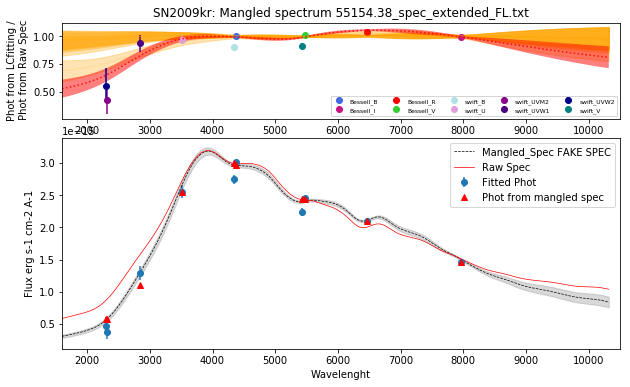 SN2009kr: Mangled spectrum 55154.38_spec_extended_FL.txt
Phot from LCfitting /
Phot from Raw Spec
1.00
0.75
0.50
Bessell_B
Bessell_R
swift_B
swift_UVM2
swift_UVW2
Bessell_I
Bessell_V
swift_U
swift_UVW1
swift_V
2000 3000 4000 5000 6000 7000 8000 9000 10000
1e-15
Flux erg s-1 cm-2 A-1
3.0
2.5
2.0
1.5
1.0
0.5
Mangled_Spec FAKE SPEC
Raw Spec
Fitted Phot
Phot from mangled spec
2000 3000 4000 5000 6000 7000 8000 9000 10000
Wavelenght